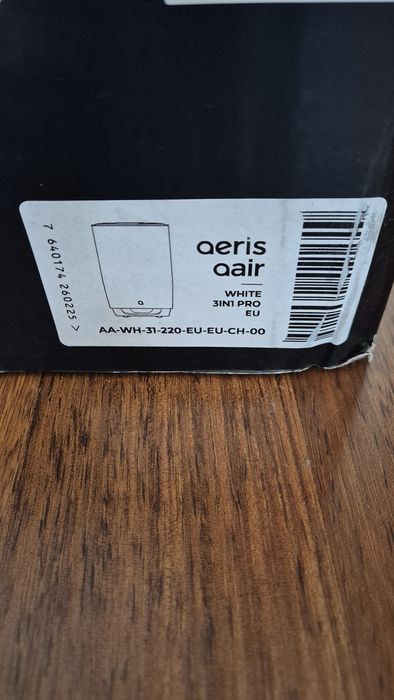 7 640174 260225 >
aeris
aair
WHITE
3IN1 PRO
EU
AA-WH-31-220-EU-EU-CH-00